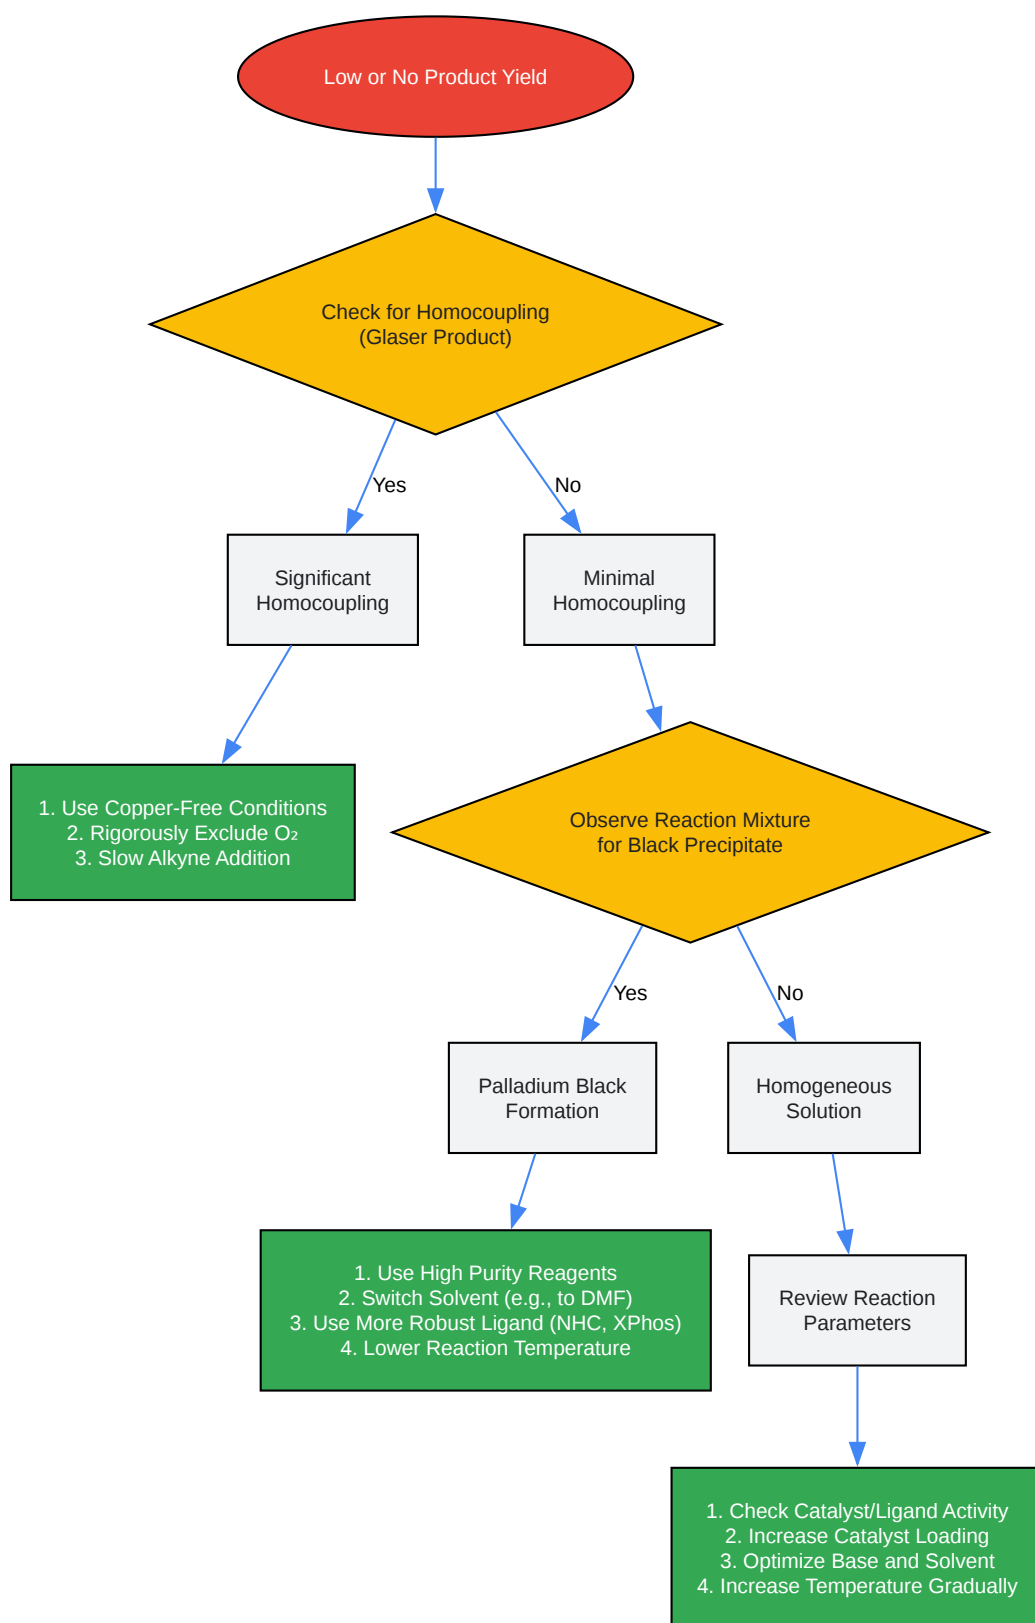 Low or No Product Yield
Check for Homocoupling
(Glaser Product)
Yes
No
Significant
Homocoupling
Minimal
Homocoupling
1. Use Copper-Free Conditions
2. Rigorously Exclude O₂
3. Slow Alkyne Addition
Observe Reaction Mixture
for Black Precipitate
Yes
No
Palladium Black
Formation
Homogeneous
Solution
1. Use High Purity Reagents
2. Switch Solvent (e.g., to DMF)
3. Use More Robust Ligand (NHC, XPhos)
4. Lower Reaction Temperature
Review Reaction
Parameters
1. Check Catalyst/Ligand Activity
2. Increase Catalyst Loading
3. Optimize Base and Solvent
4. Increase Temperature Gradually